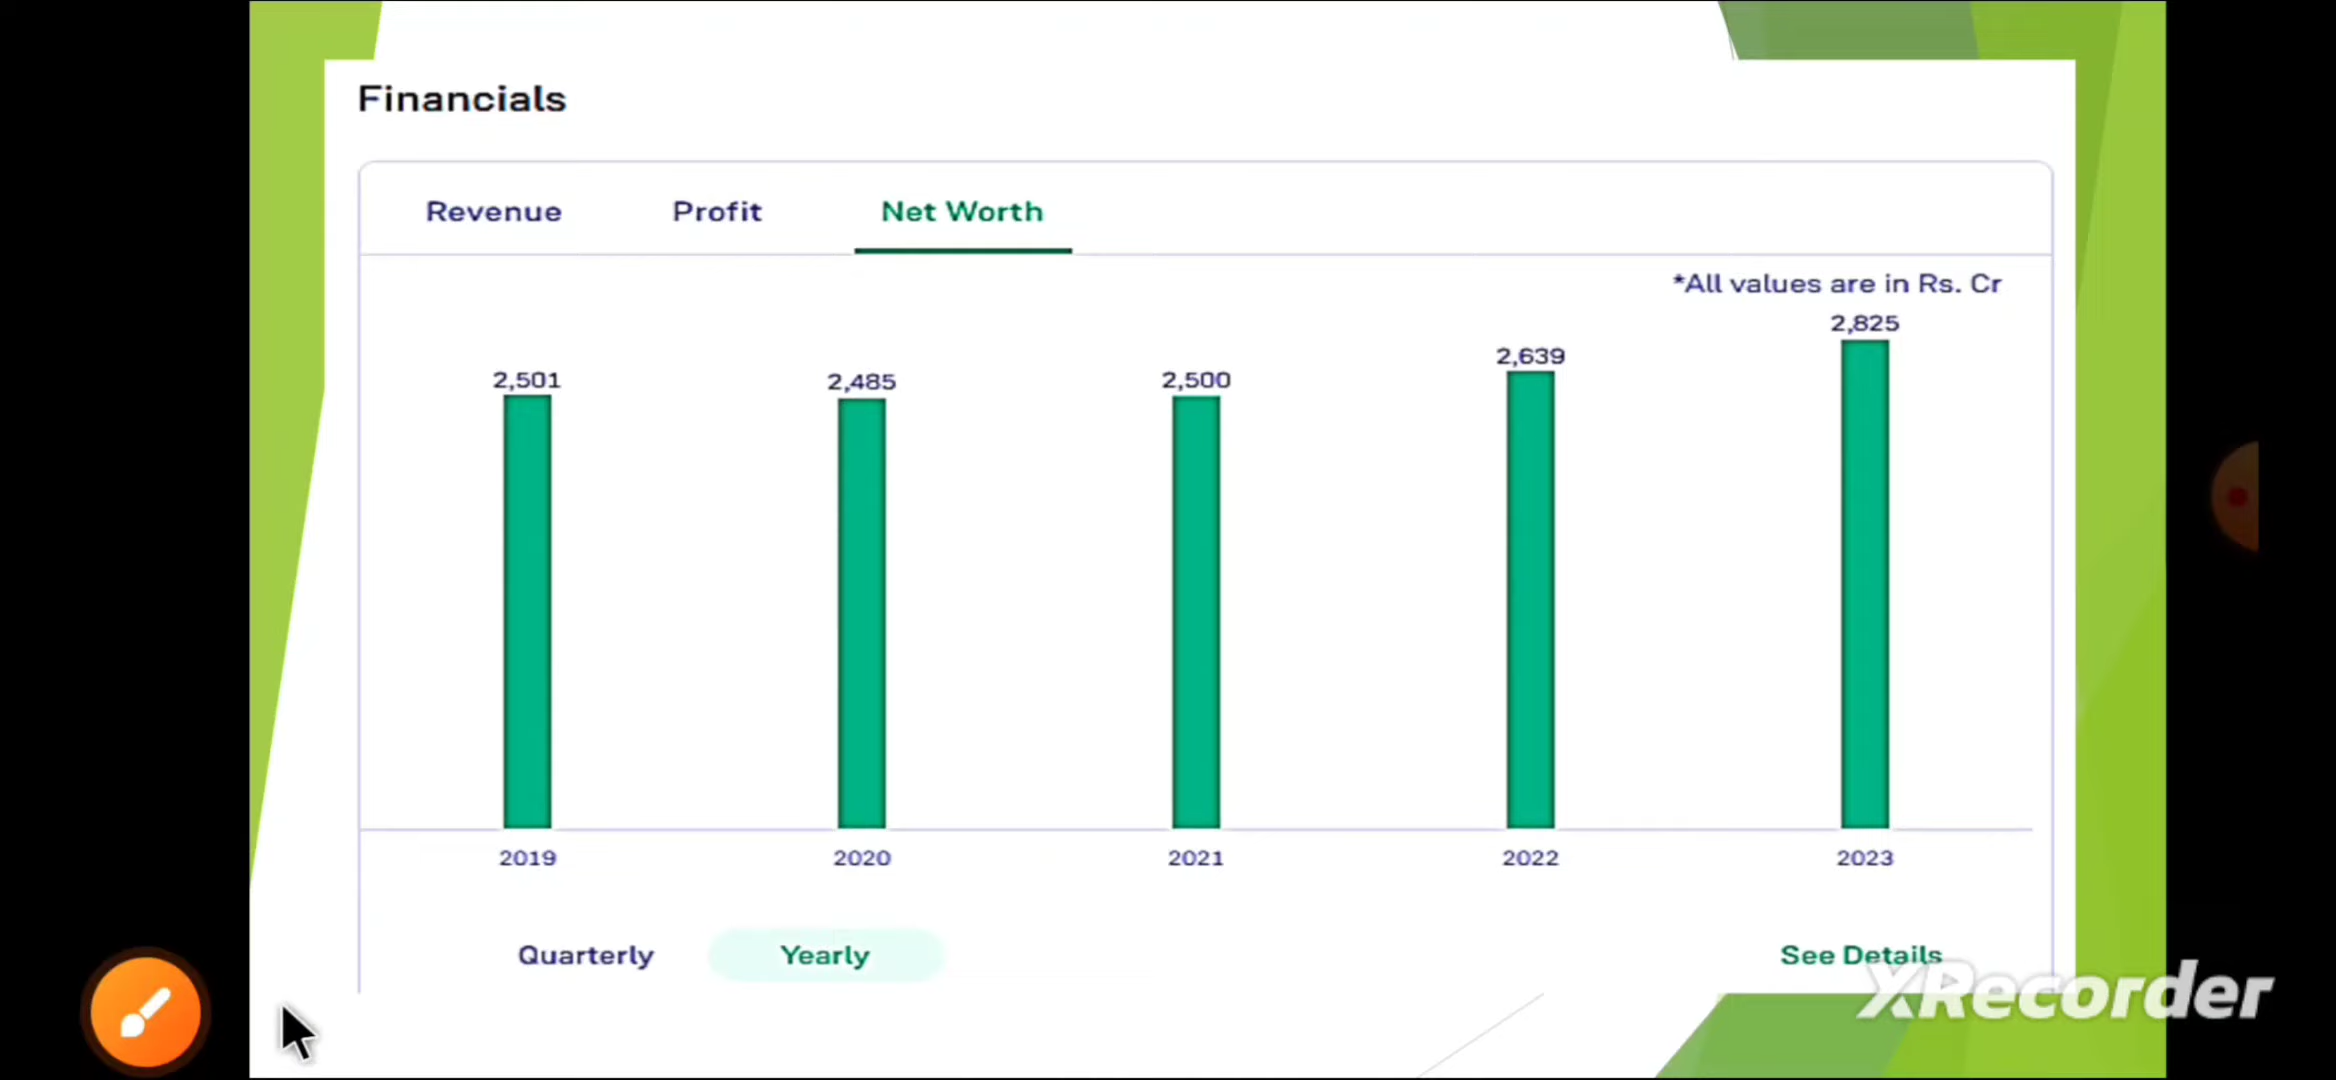 Financials
Revenue Profit Net Worth
*All values are in Rs. Cr
2,501 2,485 2,500 2,639 2,825
2019 2020 2021 2022 2023
Quarterly Yearly See Details
XRecorder